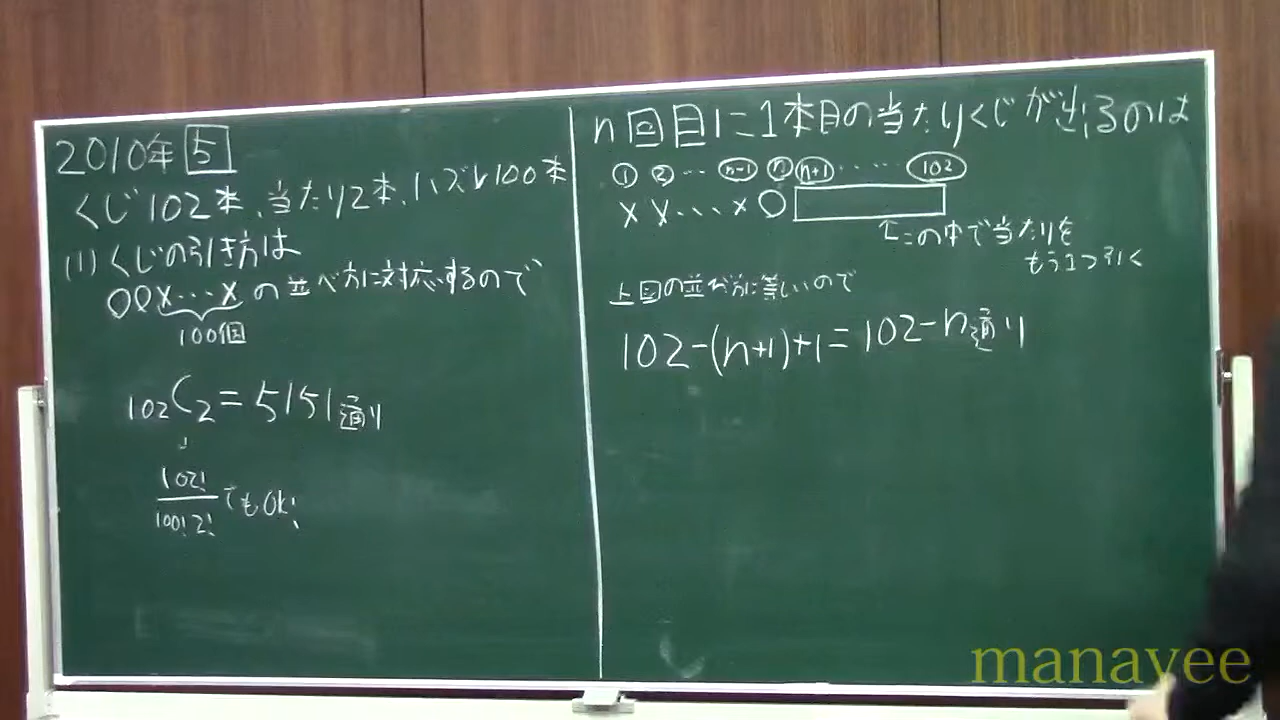 2010年 5
くじ102本、当たり2本、ハズレ100本
(1) くじの引き方は
○○×・・・×の並べ方に対応するので
100個
₁₀₂C₂=5151通り
102!
100!2!
でもOK!
n回目に1本目の当たりくじが出るのは
① ② ・・・ n-1 n n+1 ・・・・・ 102
× × ・・・ × ○
↑この中で当たりを
もう1つ引く
上図の並べ方に等しいので
102-(n+1)+1=102-n通り
manavee